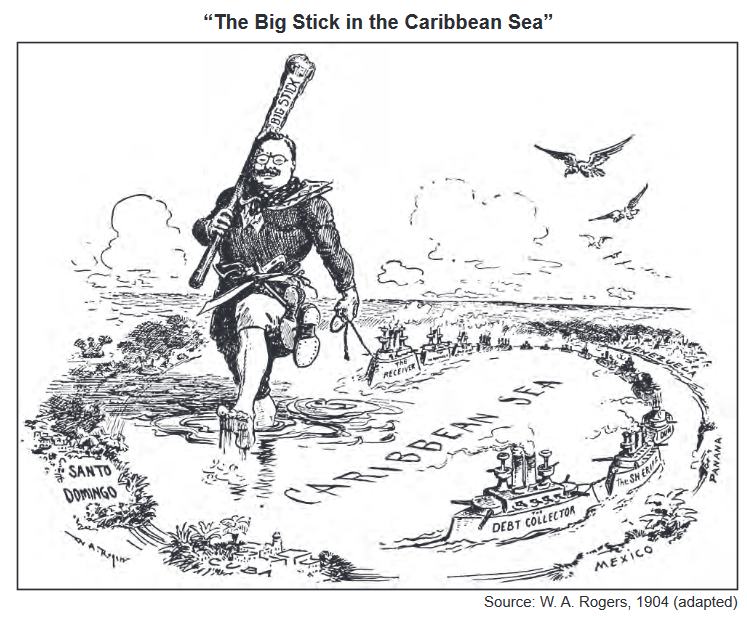 “The Big Stick in the Caribbean Sea”
BIG STICK
THE
RECEIVER
CARIBBEAN SEA
PANAMA
THE SHERIFF
DEBT COLLECTOR
SANTO
DOMINGO
CUBA
MEXICO
Source: W. A. Rogers, 1904 (adapted)